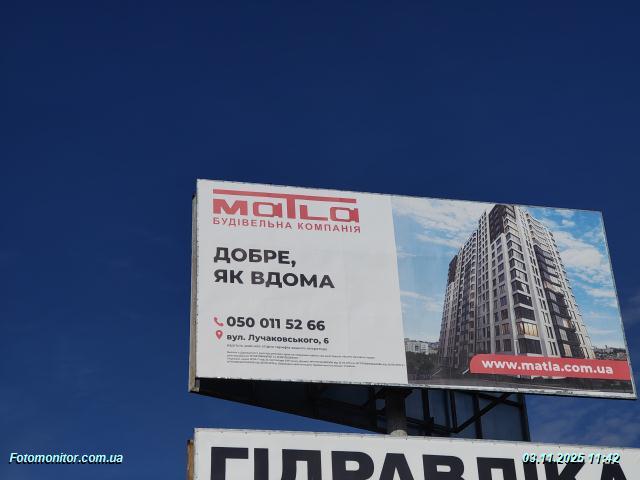 матLа
БУДІВЕЛЬНА КОМПАНІЯ
ДОБРЕ,
ЯК ВДОМА
050 011 52 66
вул. Лучаковського, 6
www.matla.com.ua
ГІДРАВЛІКА
Fotomonitor.com.ua
03.11.2025 11:42